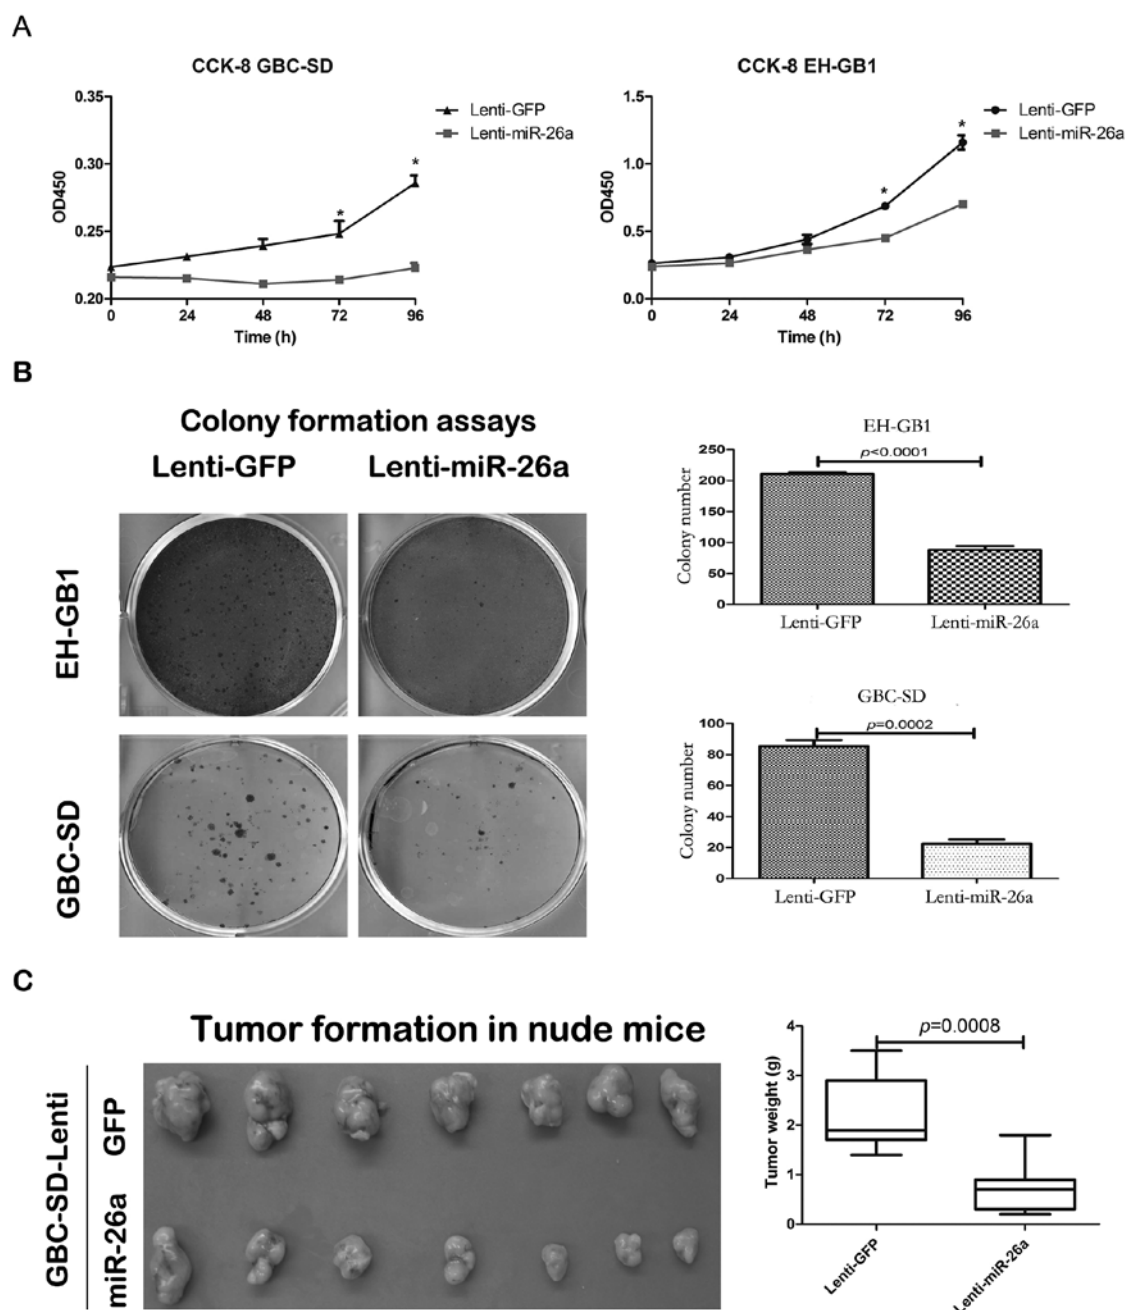 A
CCK-8 GBC-SD
0.35
0.30
0.25
0.20
OD450
0
24
48
72
96
Time (h)
Lenti-GFP
Lenti-miR-26a
*
*
CCK-8 EH-GB1
1.5
1.0
0.5
0.0
OD450
0
24
48
72
96
Time (h)
Lenti-GFP
Lenti-miR-26a
*
*
B
Colony formation assays
Lenti-GFP
Lenti-miR-26a
EH-GB1
GBC-SD
EH-GB1
250
200
150
100
50
0
Colony number
p<0.0001
Lenti-GFP
Lenti-miR-26a
GBC-SD
100
80
60
40
20
0
Colony number
p=0.0002
Lenti-GFP
Lenti-miR-26a
C
Tumor formation in nude mice
GBC-SD-Lenti
GFP
miR-26a
4
3
2
1
0
Tumor weight (g)
p=0.0008
Lenti-GFP
Lenti-miR-26a